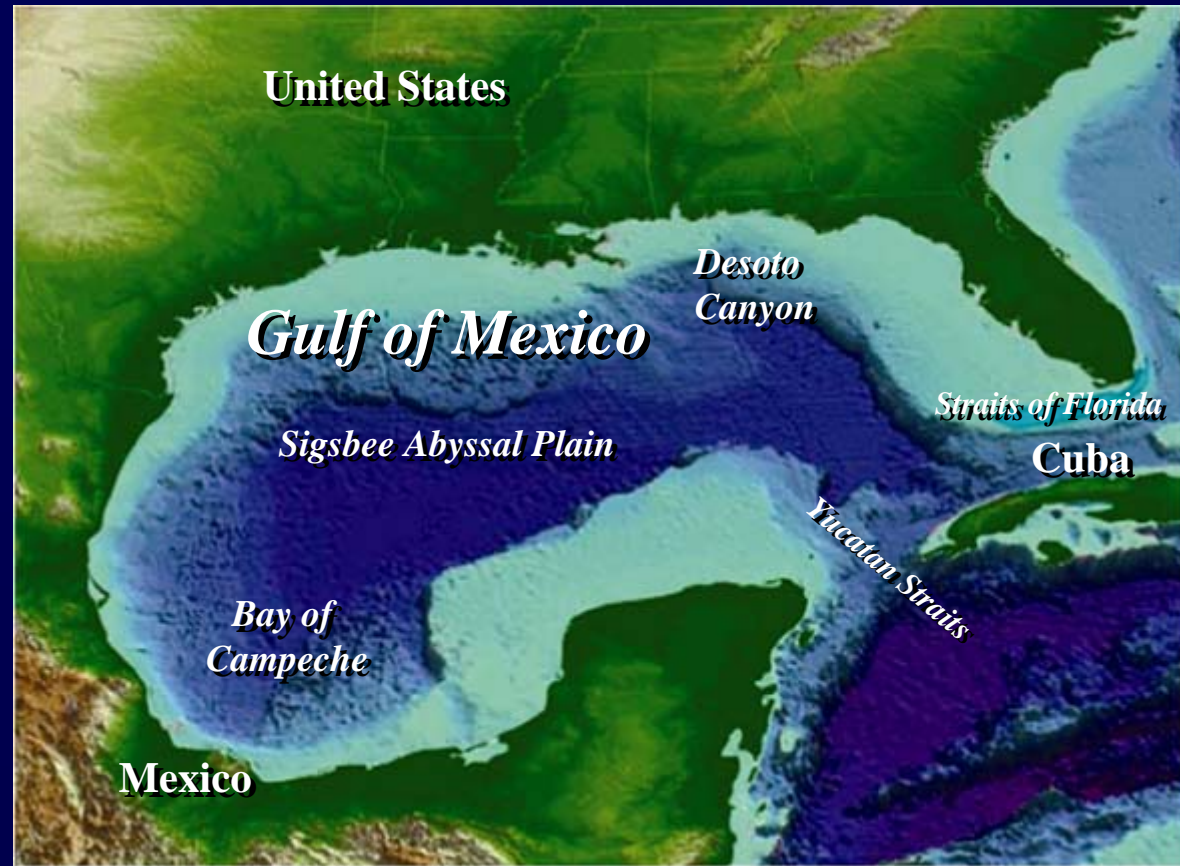 United States
Desoto
Canyon
Gulf of Mexico
Straits of Florida
Sigsbee Abyssal Plain
Cuba
Yucatan Straits
Bay of
Campeche
Mexico